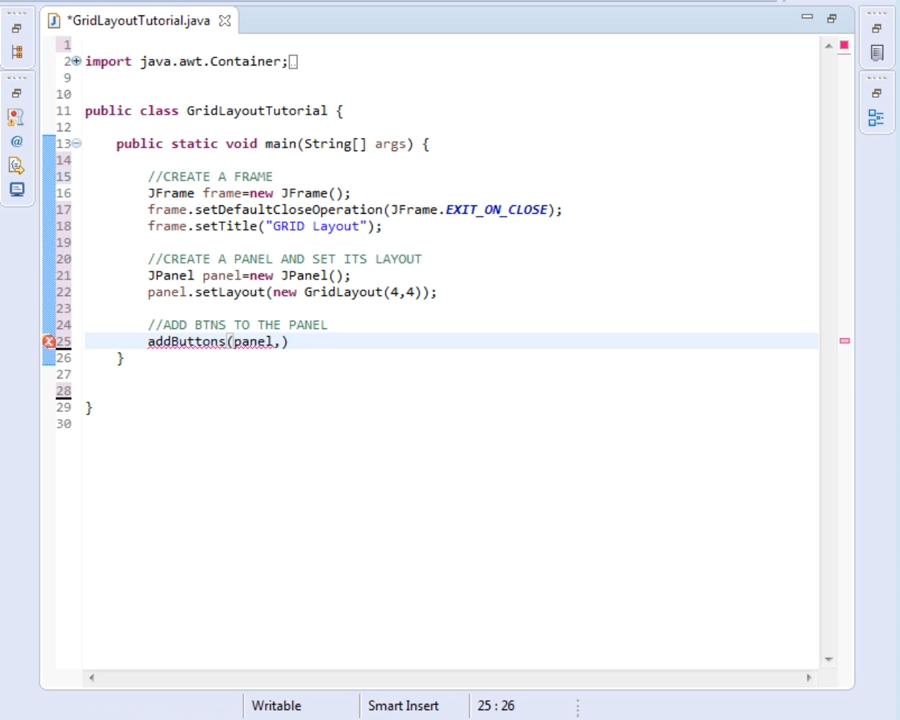 *GridLayoutTutorial.java
1
2 import java.awt.Container;
9
10
11 public class GridLayoutTutorial {
12
13 public static void main(String[] args) {
14
15 //CREATE A FRAME
16 JFrame frame=new JFrame();
17 frame.setDefaultCloseOperation(JFrame.EXIT_ON_CLOSE);
18 frame.setTitle("GRID Layout");
19
20 //CREATE A PANEL AND SET ITS LAYOUT
21 JPanel panel=new JPanel();
22 panel.setLayout(new GridLayout(4,4));
23
24 //ADD BTNS TO THE PANEL
25 addButtons(panel,)
26 }
27
28
29 }
30
Writable Smart Insert 25 : 26